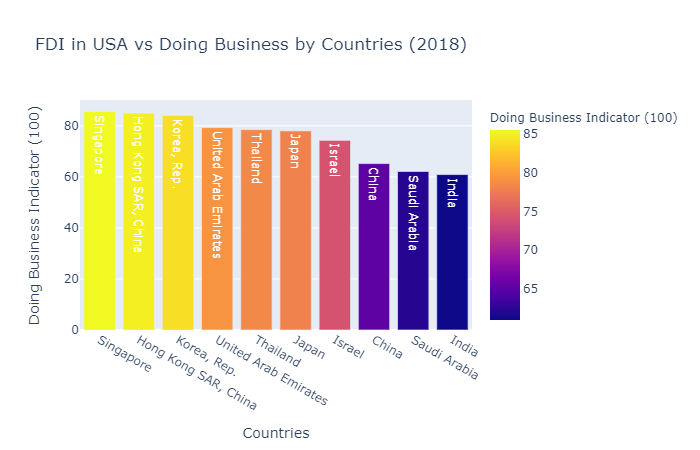 FDI in USA vs Doing Business by Countries (2018)
Doing Business Indicator (100)
80
60
40
20
0
Singapore
Hong Kong SAR, China
Korea, Rep.
United Arab Emirates
Thailand
Japan
Israel
China
Saudi Arabia
India
Singapore
Hong Kong SAR, China
Korea, Rep.
United Arab Emirates
Thailand
Japan
Israel
China
Saudi Arabia
India
Countries
Doing Business Indicator (100)
85
80
75
70
65